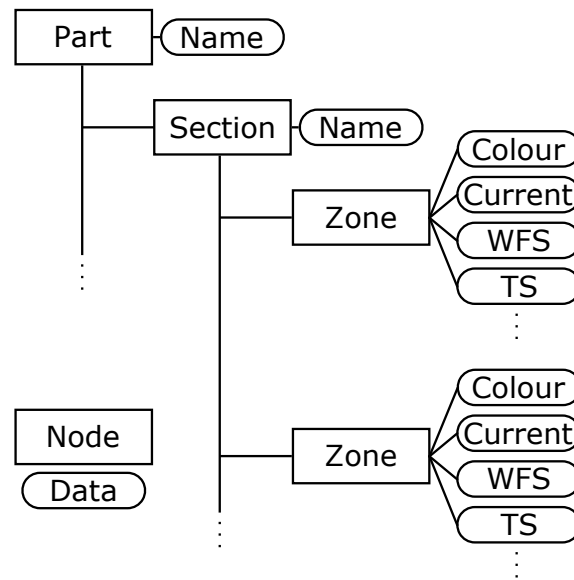 Part
Name
Section
Name
Zone
Colour
Current
WFS
TS
Zone
Colour
Current
WFS
TS
Node
Data